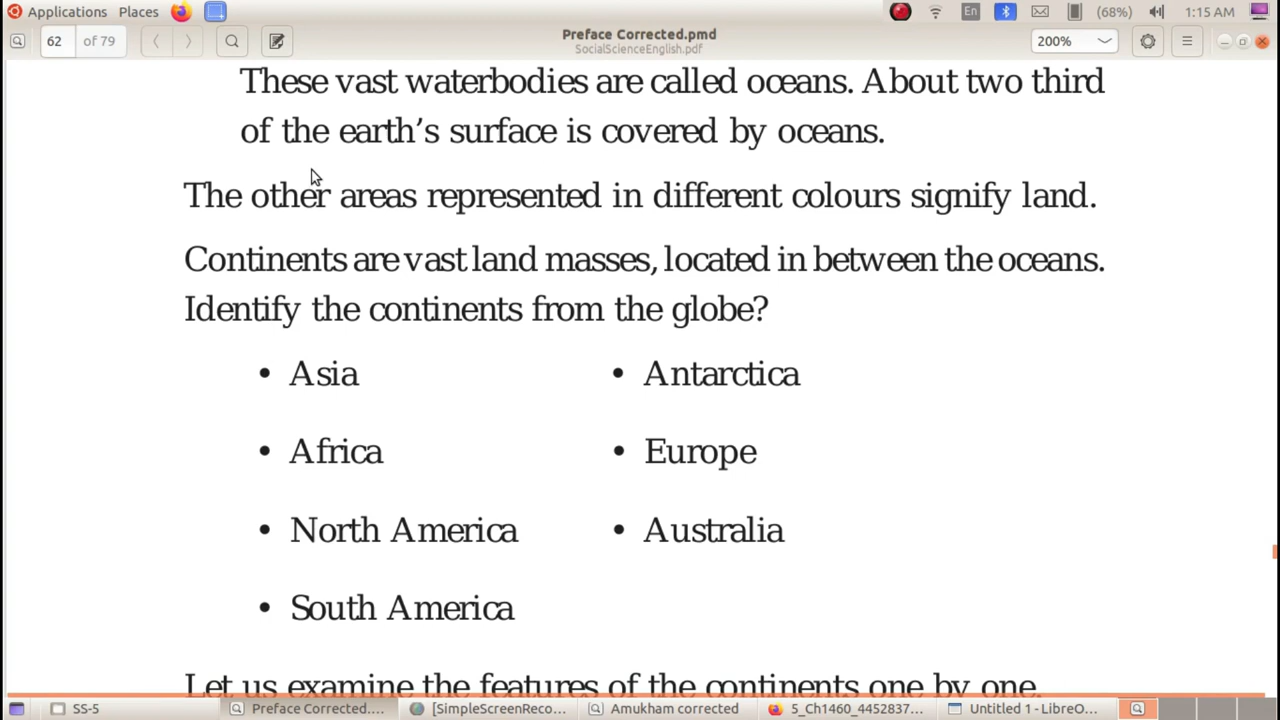 Applications Places En (68%) 1:15 AM
62 of 79 Preface Corrected.pmd 200%
SocialScienceEnglish.pdf
These vast waterbodies are called oceans. About two third
of the earth's surface is covered by oceans.
The other areas represented in different colours signify land.
Continents are vast land masses, located in between the oceans.
Identify the continents from the globe?
• Asia • Antarctica
• Africa • Europe
• North America • Australia
• South America
Let us examine the features of the continents one by one.
SS-5 Preface Corrected.... [SimpleScreenReco... Amukham corrected 5_Ch1460_4452837... Untitled 1 - LibreO...